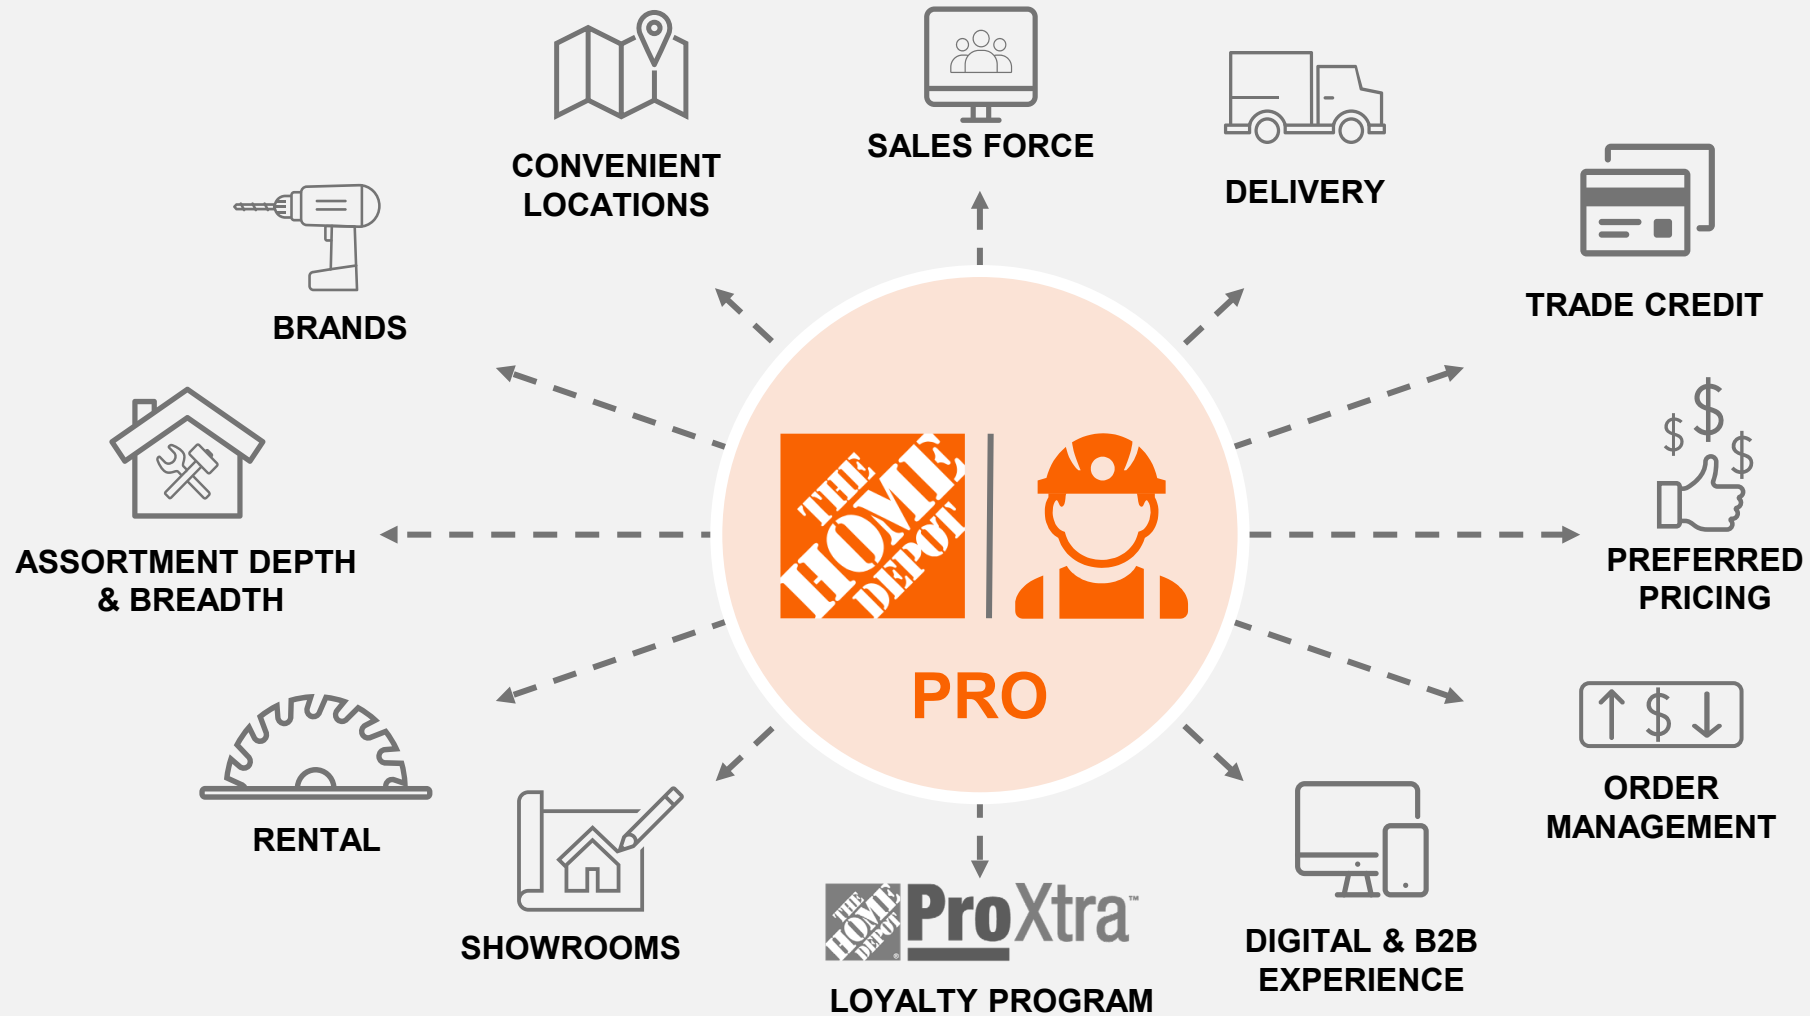 SALES FORCE
CONVENIENT
LOCATIONS
DELIVERY
BRANDS
TRADE CREDIT
ASSORTMENT DEPTH
& BREADTH
THE
HOME
DEPOT
PRO
$
$
$
PREFERRED
PRICING
RENTAL
↑ $ ↓
ORDER
MANAGEMENT
SHOWROOMS
THE
HOME
DEPOT
®
ProXtra™
LOYALTY PROGRAM
DIGITAL & B2B
EXPERIENCE